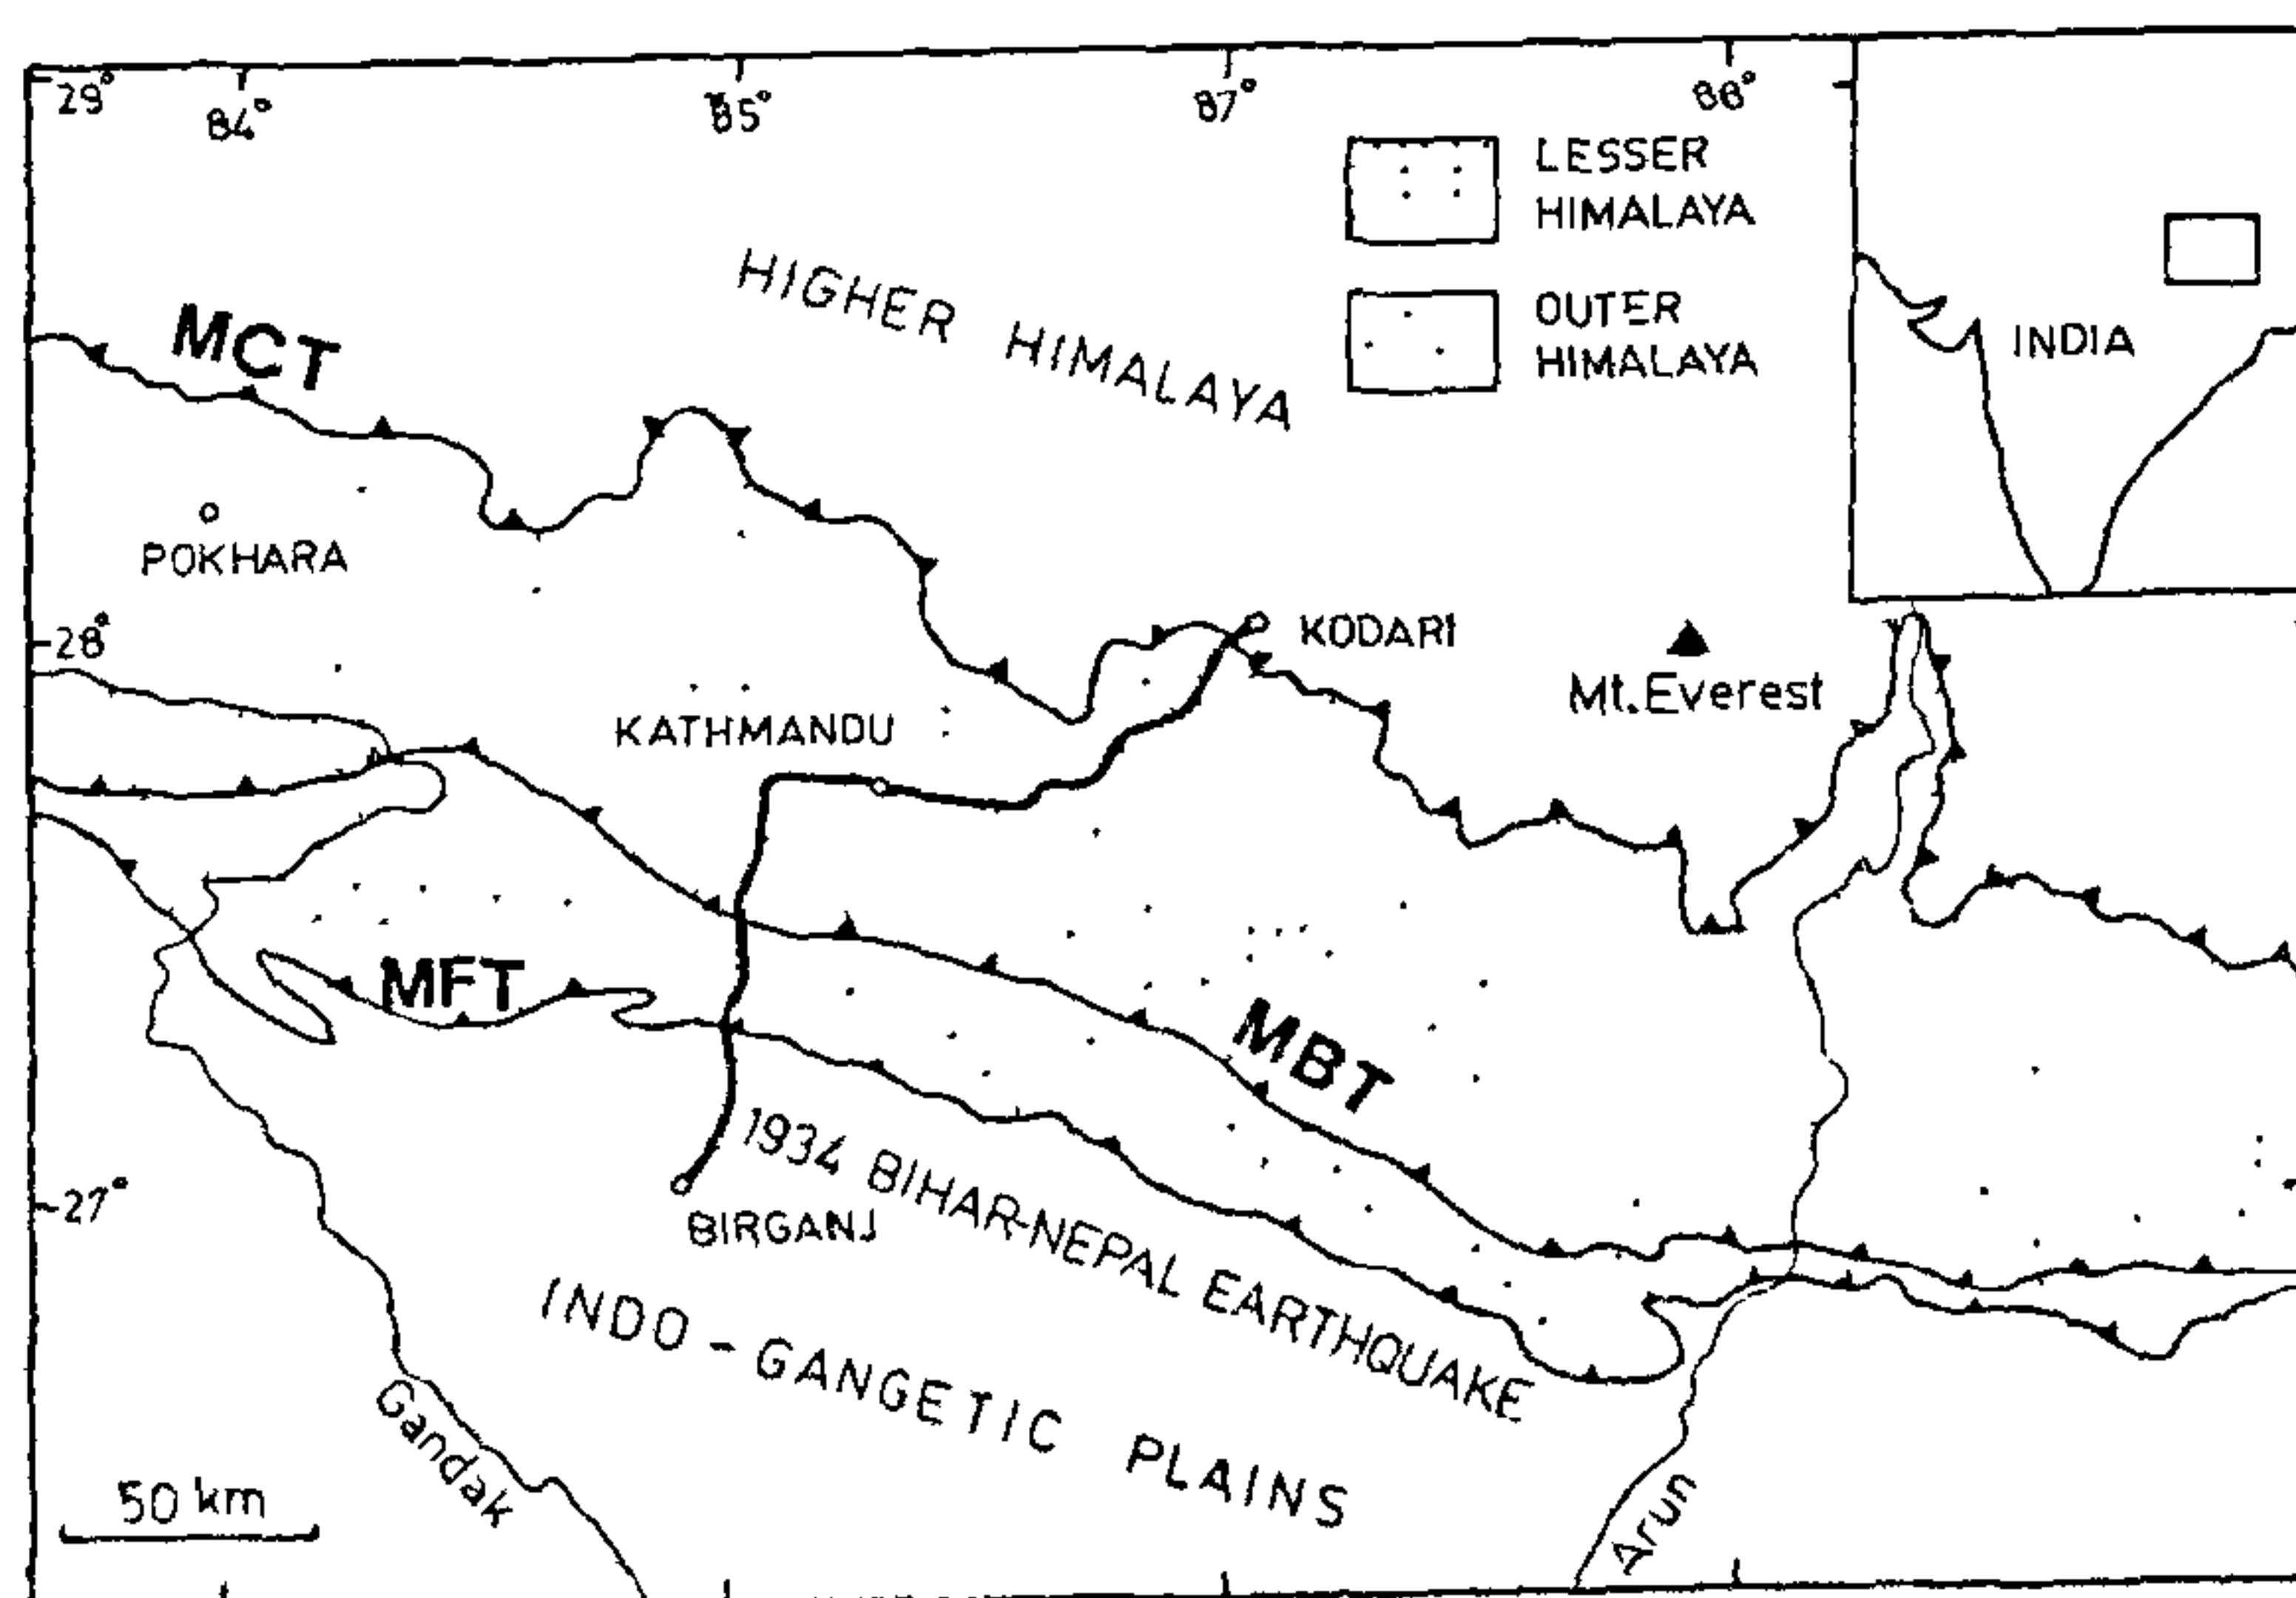 29°
84°
85°
87°
88°
LESSER
HIMALAYA
OUTER
HIMALAYA
INDIA
HIGHER HIMALAYA
MCT
POKHARA
28°
KODARI
Mt. Everest
KATHMANDU
MFT
MBT
27°
1934 BIHAR-NEPAL EARTHQUAKE
BIRGANJ
INDO - GANGETIC PLAINS
Gandak
50 km
Arun